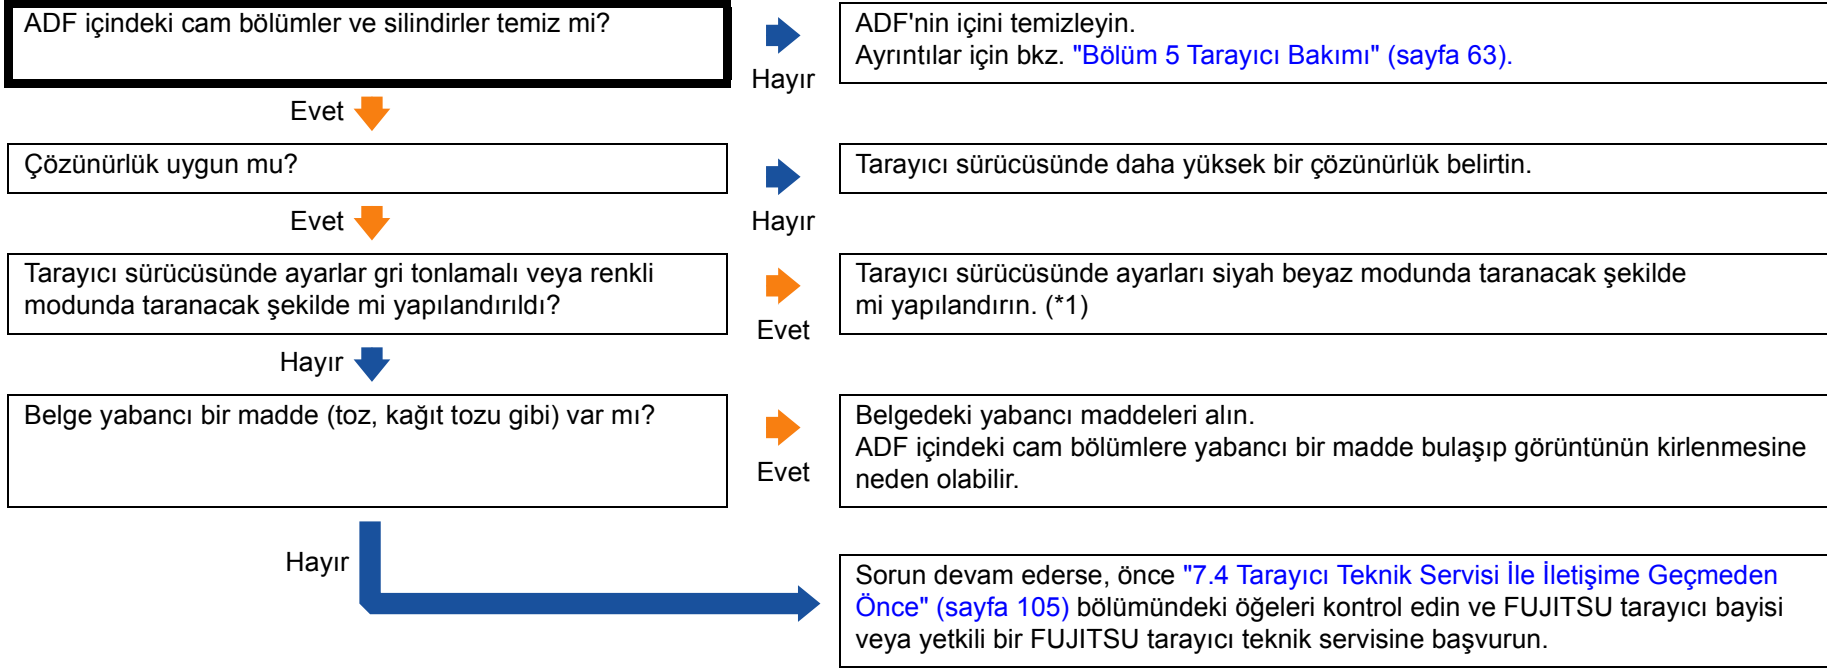 ADF içindeki cam bölümler ve silindirler temiz mi?
Hayır
ADF'nin içini temizleyin.
Ayrıntılar için bkz. "Bölüm 5 Tarayıcı Bakımı" (sayfa 63).
Evet
Çözünürlük uygun mu?
Hayır
Tarayıcı sürücüsünde daha yüksek bir çözünürlük belirtin.
Evet
Tarayıcı sürücüsünde ayarlar gri tonlamalı veya renkli
modunda taranacak şekilde mi yapılandırıldı?
Evet
Tarayıcı sürücüsünde ayarları siyah beyaz modunda taranacak şekilde
mi yapılandırın. (*1)
Hayır
Belge yabancı bir madde (toz, kağıt tozu gibi) var mı?
Evet
Belgedeki yabancı maddeleri alın.
ADF içindeki cam bölümlere yabancı bir madde bulaşıp görüntünün kirlenmesine
neden olabilir.
Hayır
Sorun devam ederse, önce "7.4 Tarayıcı Teknik Servisi İle İletişime Geçmeden
Önce" (sayfa 105) bölümündeki öğeleri kontrol edin ve FUJITSU tarayıcı bayisi
veya yetkili bir FUJITSU tarayıcı teknik servisine başvurun.